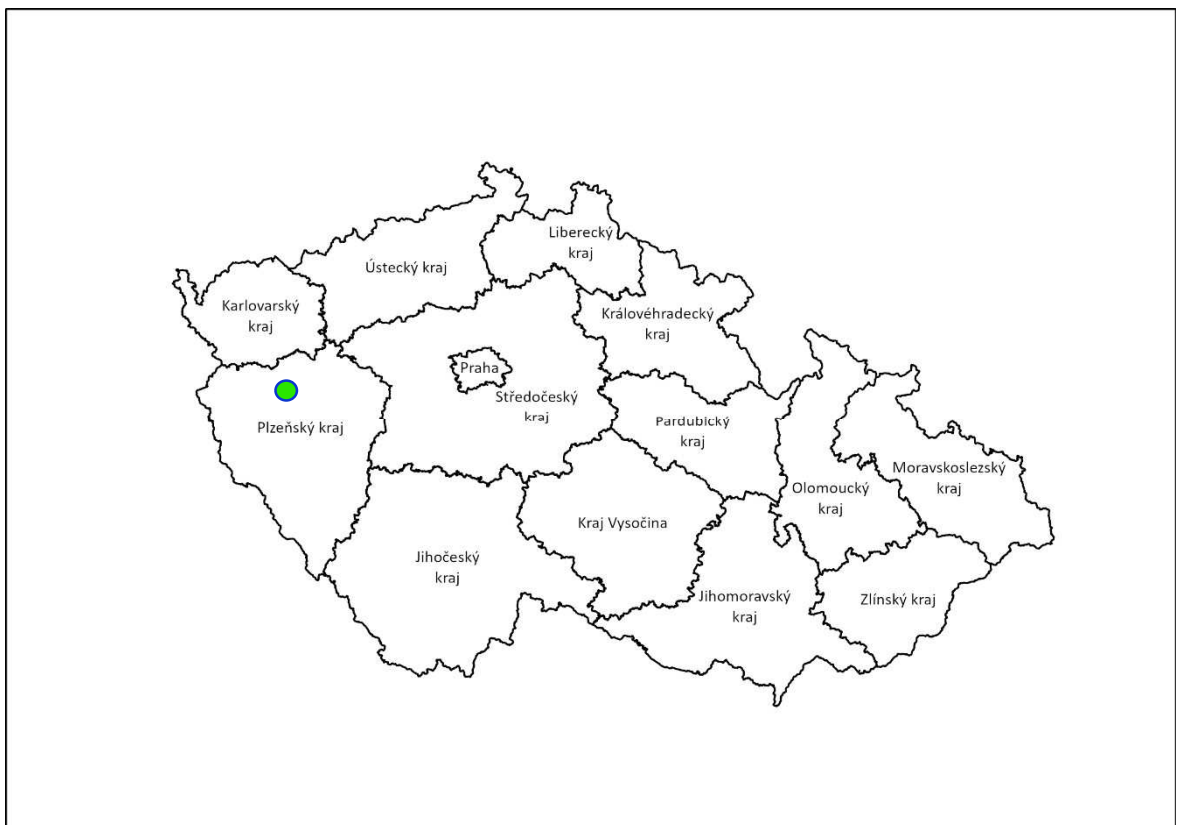 Liberecký
kraj
Ústecký kraj
Karlovarský
kraj
Královéhradecký
kraj
Praha
Středočeský
kraj
Plzeňský kraj
Pardubický
kraj
Moravskoslezský
kraj
Olomoucký
kraj
Kraj Vysočina
Jihočeský
kraj
Jihomoravský
kraj
Zlínský kraj